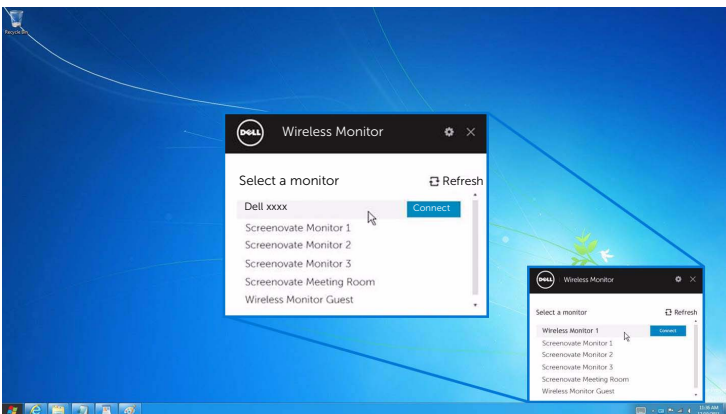 Recycle Bin
DELL Wireless Monitor
Select a monitor Refresh
Dell xxxx Connect
Screenovate Monitor 1
Screenovate Monitor 2
Screenovate Monitor 3
Screenovate Meeting Room
Wireless Monitor Guest
DELL Wireless Monitor
Select a monitor Refresh
Wireless Monitor 1 Connect
Screenovate Monitor 1
Screenovate Monitor 2
Screenovate Monitor 3
Screenovate Meeting Room
Wireless Monitor Guest